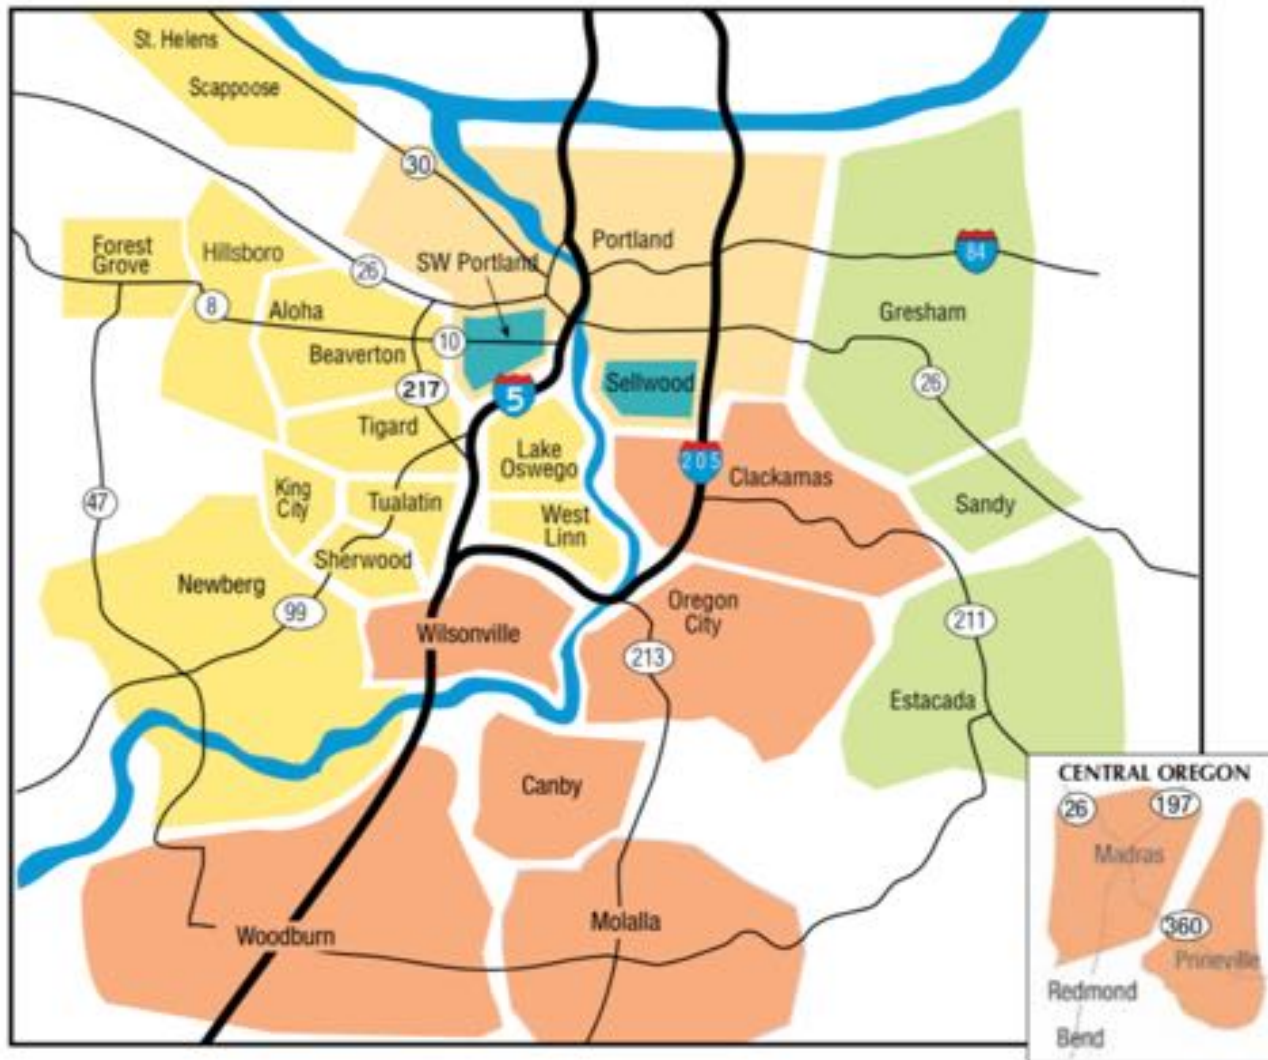 St. Helens
Scappoose
30
Forest
Grove
Hillsboro
26
SW Portland
Portland
84
8
Aloha
Gresham
10
Beaverton
217
5
Sellwood
26
Tigard
Lake
Oswego
205
Clackamas
47
King
City
Tualatin
West
Linn
Sandy
Sherwood
Newberg
99
Wilsonville
Oregon
City
211
213
Estacada
Canby
CENTRAL OREGON
26
197
Madras
360
Prineville
Redmond
Bend
Molalla
Woodburn